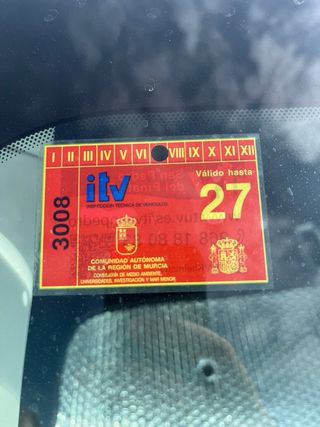 I II III IV V VI VIII IX X XI XII
3008
itv
INSPECCIÓN TÉCNICA DE VEHÍCULOS
Válido hasta
27
COMUNIDAD AUTÓNOMA
DE LA REGIÓN DE MURCIA
CONSEJERÍA DE MEDIO AMBIENTE,
UNIVERSIDADES, INVESTIGACIÓN Y MAR MENOR